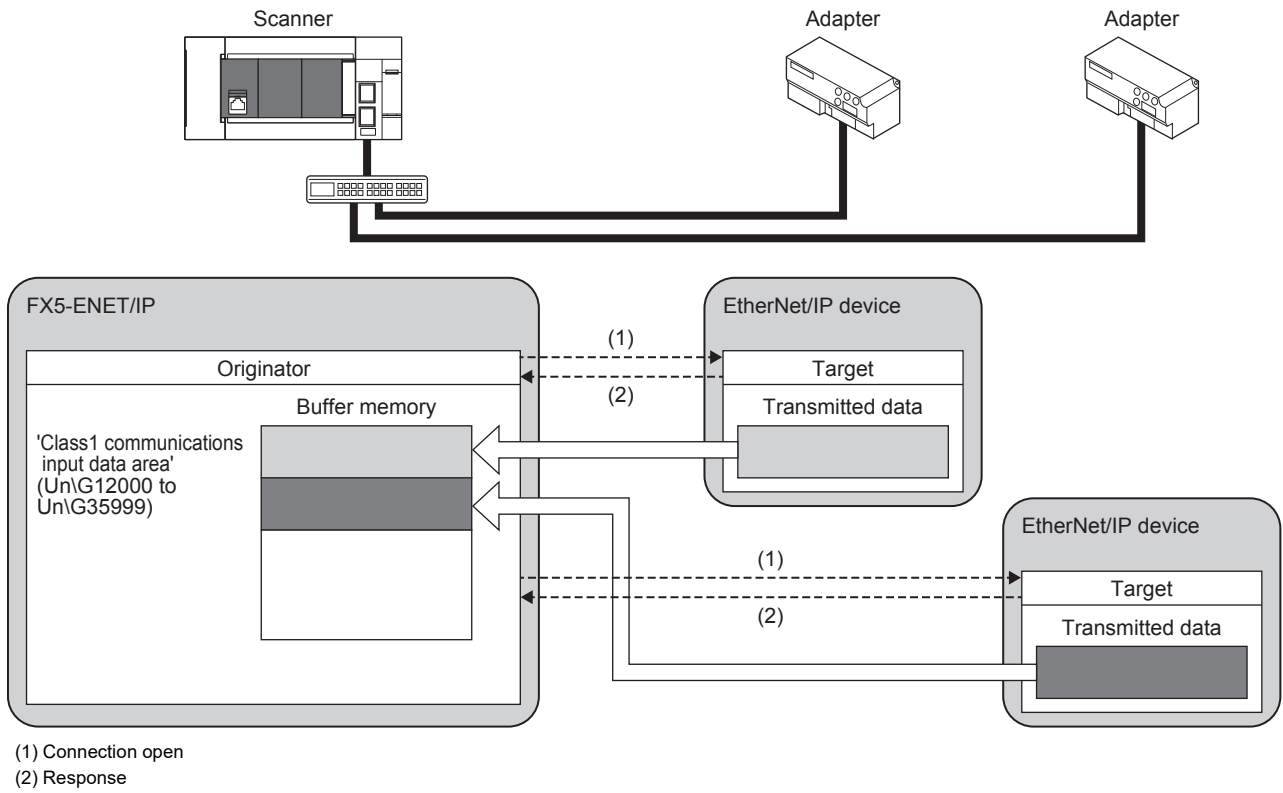 Scanner
Adapter
Adapter
FX5-ENET/IP
Originator
Buffer memory
'Class1 communications
input data area'
(Un\G12000 to
Un\G35999)
(1)
(2)
EtherNet/IP device
Target
Transmitted data
(1)
(2)
EtherNet/IP device
Target
Transmitted data
(1) Connection open
(2) Response